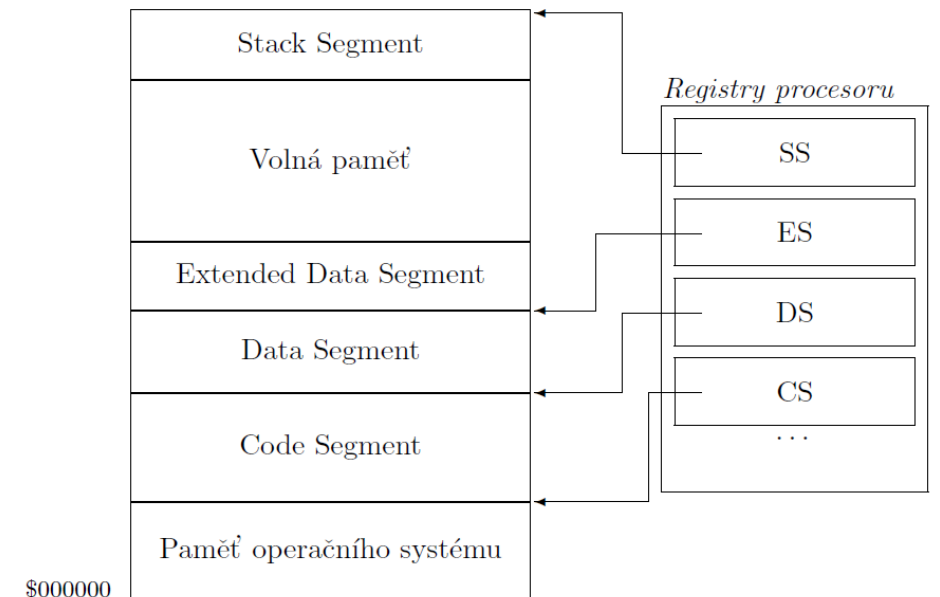 Stack Segment
Volná paměť
Extended Data Segment
Data Segment
Code Segment
Paměť operačního systému
$000000
Registry procesoru
SS
ES
DS
CS
...